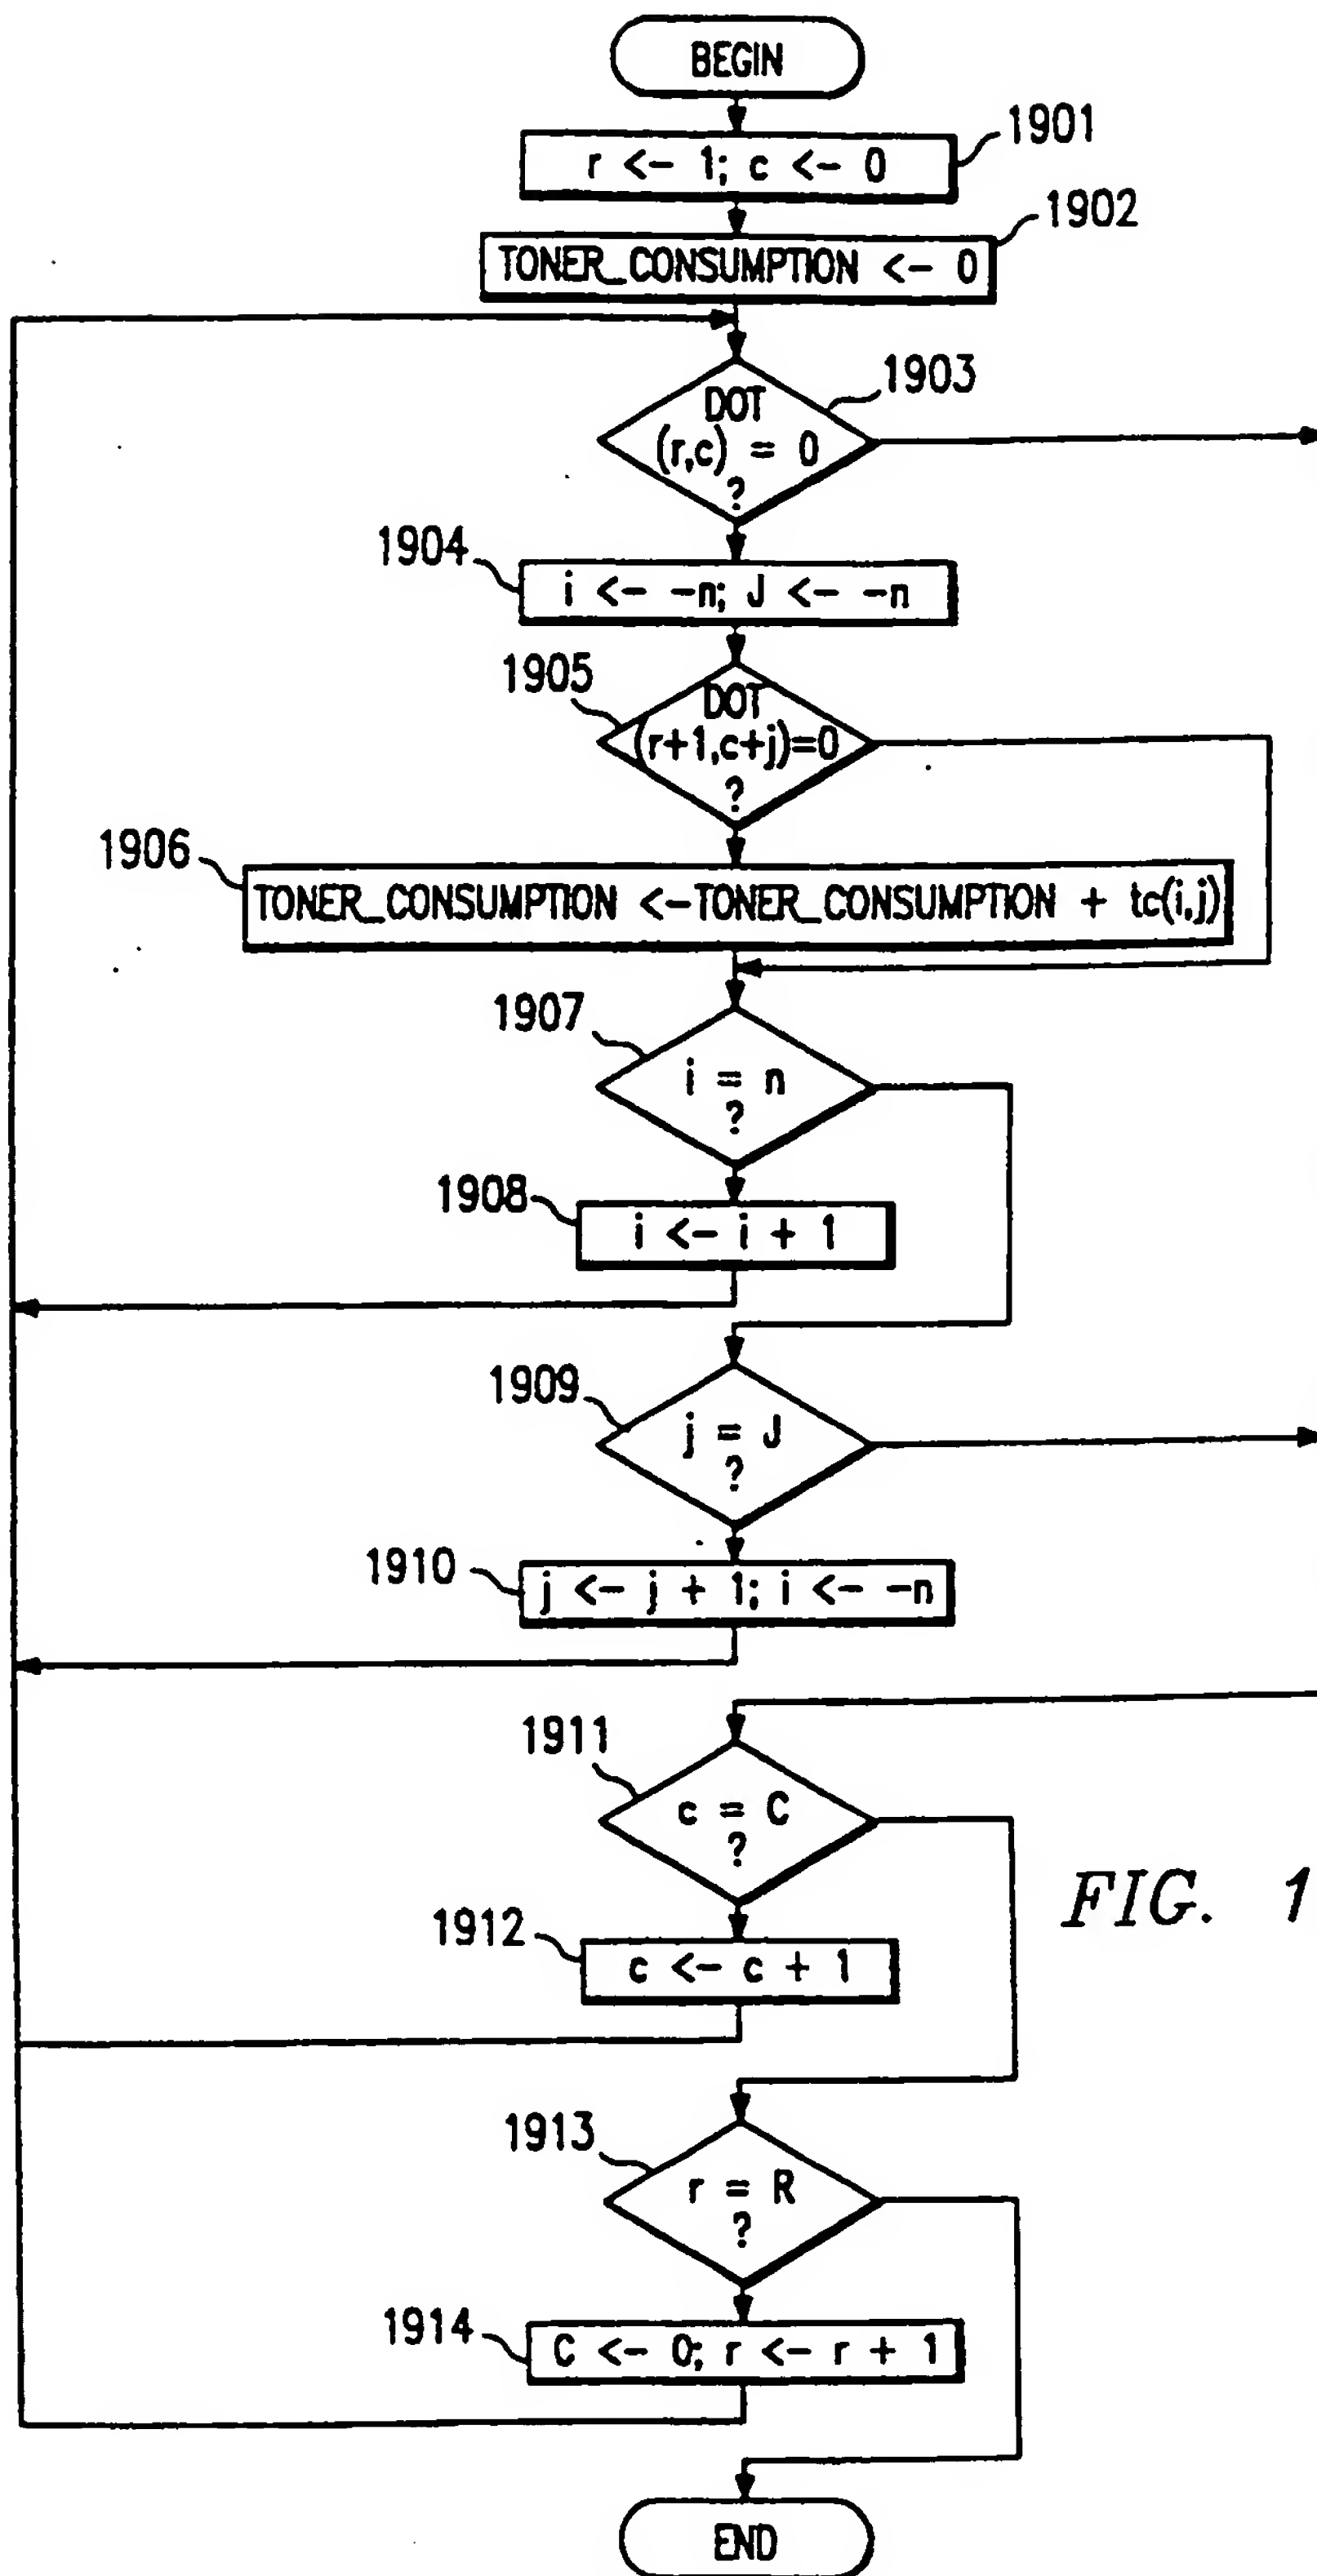 BEGIN
1901
r <- 1; c <- 0
1902
TONER_CONSUMPTION <- 0
1903
DOT
(r,c) = 0
?
1904
i <- -n; J <- -n
1905
DOT
(r+1,c+j)=0
?
1906
TONER_CONSUMPTION <-TONER_CONSUMPTION + tc(i,j)
1907
i = n
?
1908
i <- i + 1
1909
j = J
?
1910
j <- j + 1; i <- -n
1911
c = C
?
FIG. 1
1912
c <- c + 1
1913
r = R
?
1914
C <- 0; r <- r + 1
END